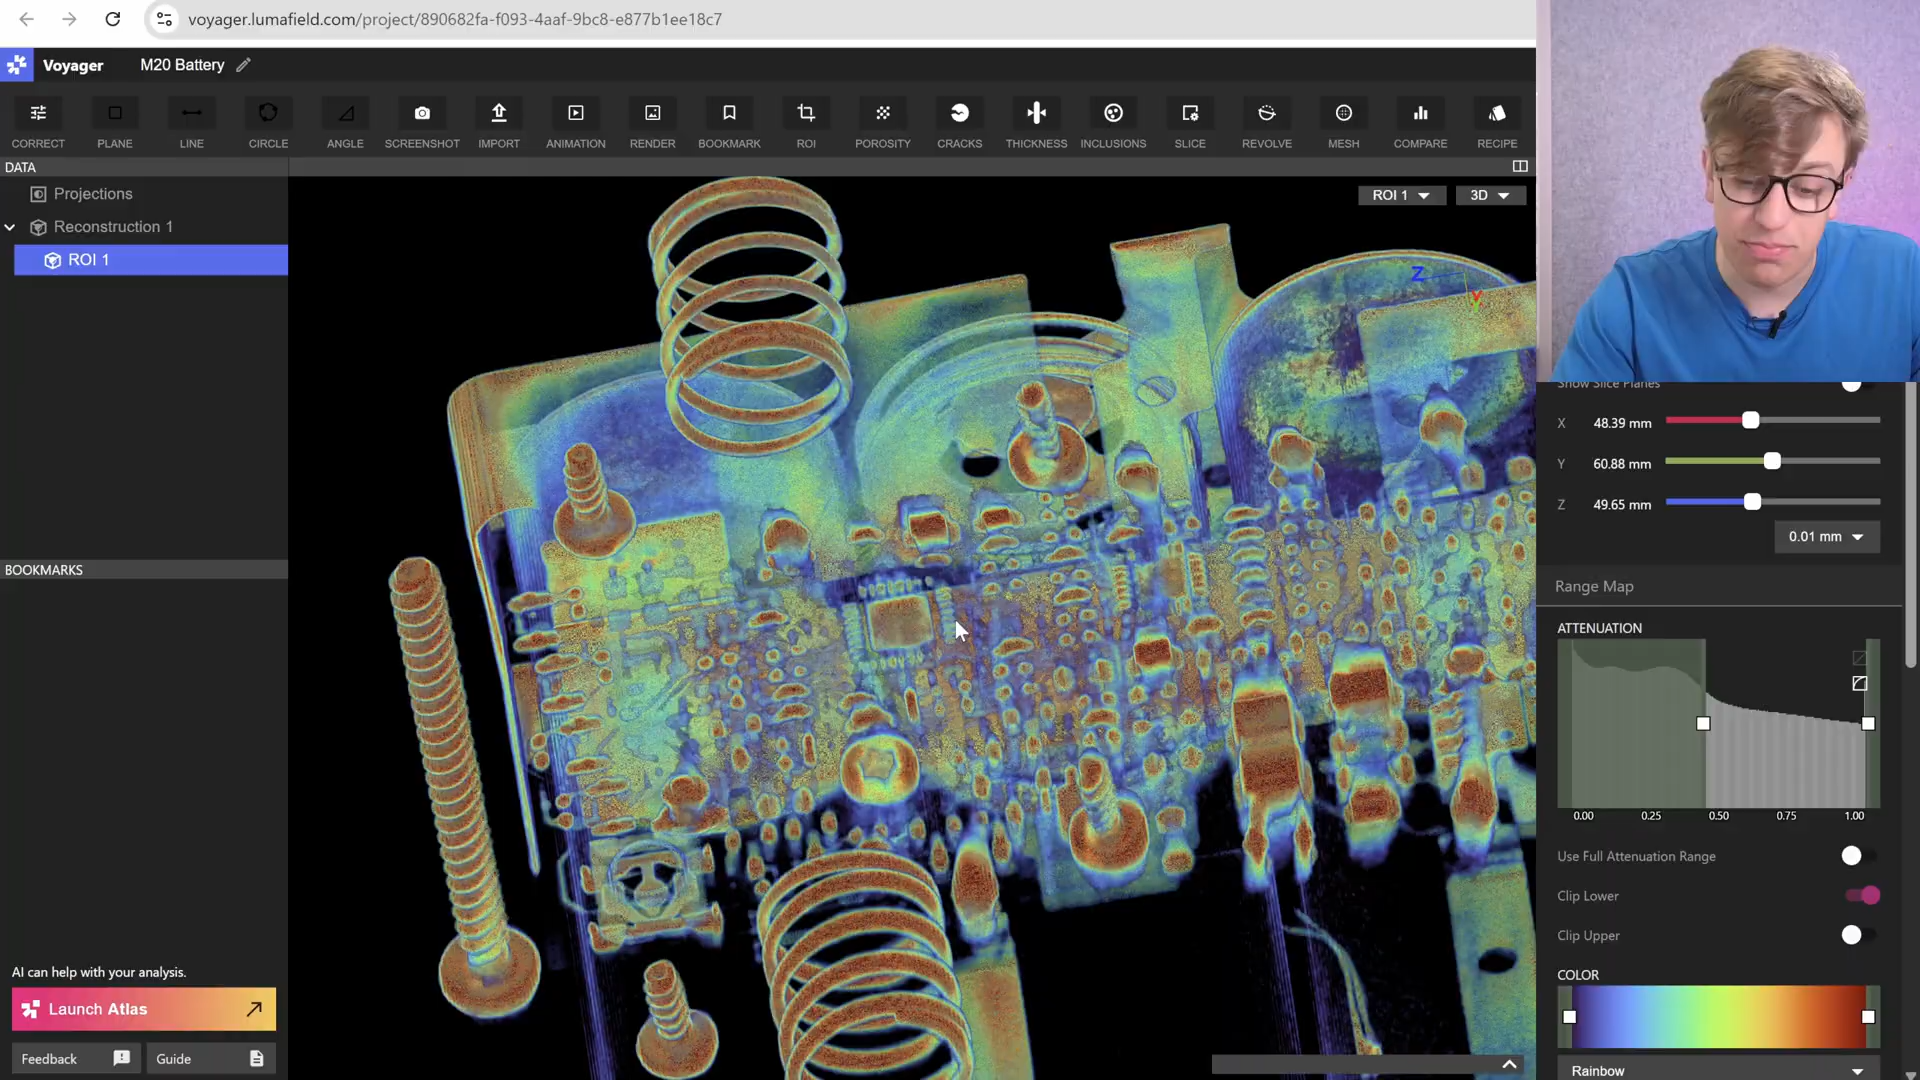 voyager.lumafield.com/project/890682fa-f093-4aaf-9bc8-e877b1ee18c7
Voyager
M20 Battery
CORRECT
PLANE
LINE
CIRCLE
ANGLE
SCREENSHOT
IMPORT
ANIMATION
RENDER
BOOKMARK
ROI
POROSITY
CRACKS
THICKNESS
INCLUSIONS
SLICE
REVOLVE
MESH
COMPARE
RECIPE
DATA
Projections
Reconstruction 1
ROI 1
ROI 1
3D
Z
Y
Show Slice Planes
X 48.39 mm
Y 60.88 mm
Z 49.65 mm
0.01 mm
Range Map
ATTENUATION
0.00 0.25 0.50 0.75 1.00
Use Full Attenuation Range
Clip Lower
Clip Upper
COLOR
Rainbow
BOOKMARKS
AI can help with your analysis.
Launch Atlas
Feedback
Guide